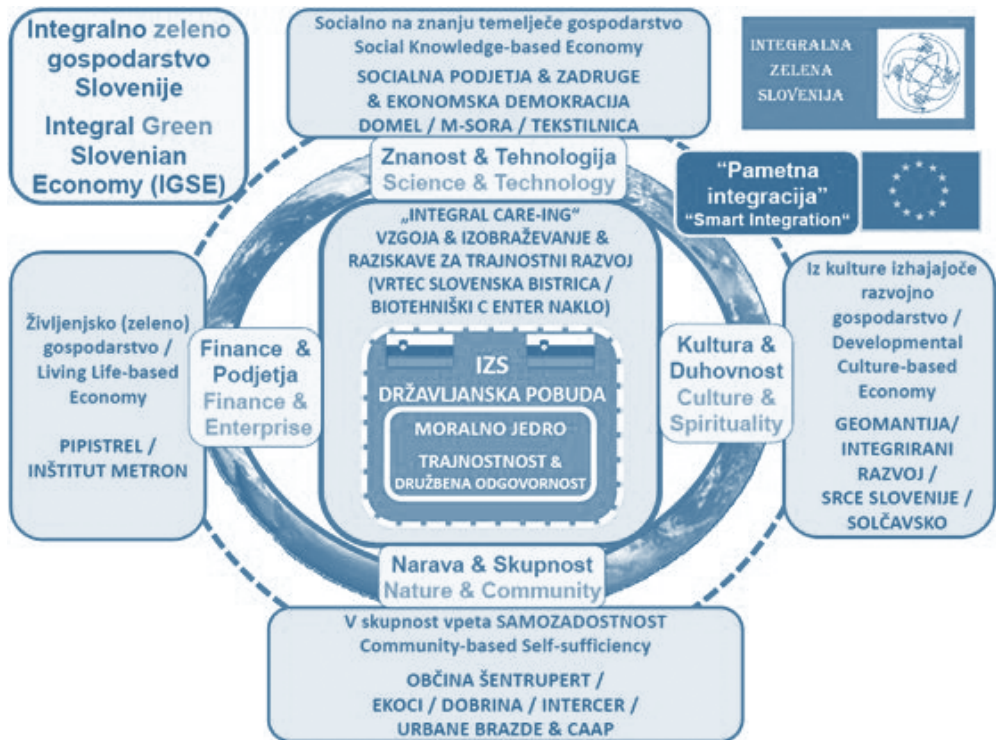 Integralno zeleno
gospodarstvo
Slovenije
Integral Green
Slovenian
Economy (IGSE)
Socialno na znanju temelječe gospodarstvo
Social Knowledge-based Economy
SOCIALNA PODJETJA & ZADRUGE
& EKONOMSKA DEMOKRACIJA
DOMEL / M-SORA / TEKSTILNICA
INTEGRALNA
ZELENA
SLOVENIJA
Znanost & Tehnologija
Science & Technology
"Pametna
integracija"
"Smart Integration"
„INTEGRAL CARE-ING"
VZGOJA & IZOBRAŽEVANJE &
RAZISKAVE ZA TRAJNOSTNI RAZVOJ
(VRTEC SLOVENSKA BISTRICA /
BIOTEHNIŠKI C ENTER NAKLO)
Življenjsko (zeleno)
gospodarstvo /
Living Life-based
Economy
PIPISTREL /
INŠTITUT METRON
Finance &
Podjetja
Finance &
Enterprise
IZS
DRŽAVLJANSKA POBUDA
MORALNO JEDRO
TRAJNOSTNOST &
DRUŽBENA ODGOVORNOST
Kultura &
Duhovnost
Culture &
Spirituality
Iz kulture izhajajoče
razvojno
gospodarstvo /
Developmental
Culture-based
Economy
GEOMANTIJA/
INTEGRIRANI
RAZVOJ /
SRCE SLOVENIJE /
SOLČAVSKO
Narava & Skupnost
Nature & Community
V skupnost vpeta SAMOZADOSTNOST
Community-based Self-sufficiency
OBČINA ŠENTRUPERT /
EKOCI / DOBRINA / INTERCER /
URBANE BRAZDE & CAAP